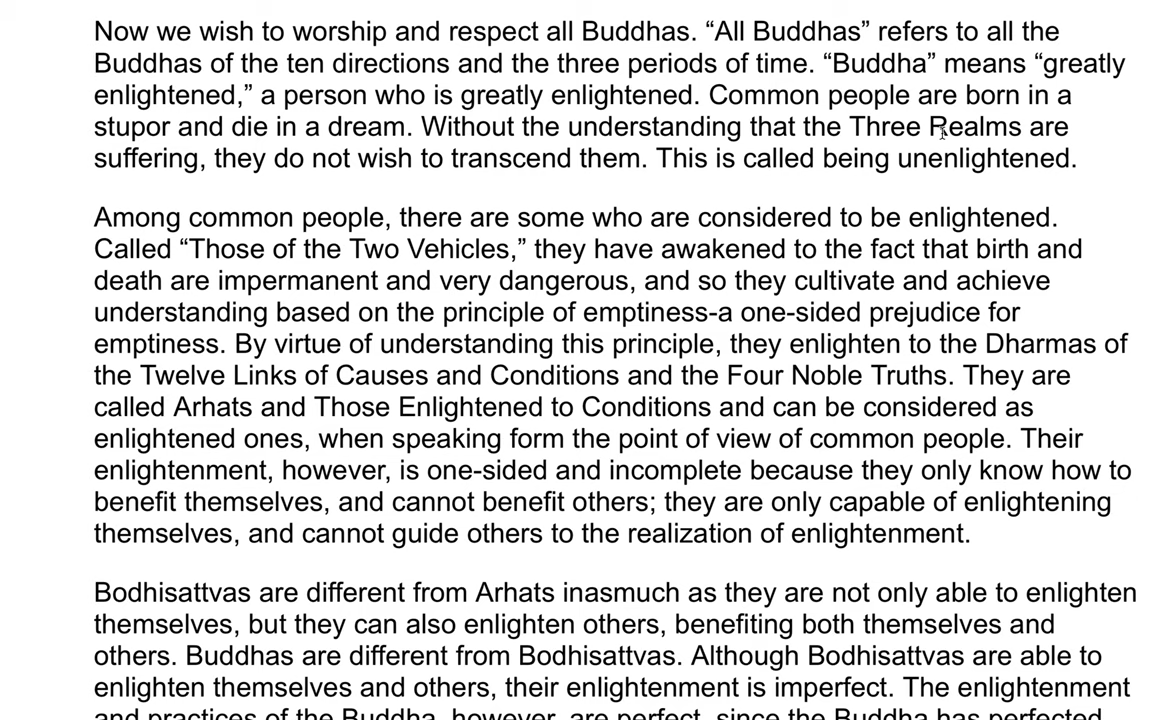 Now we wish to worship and respect all Buddhas. “All Buddhas” refers to all the
Buddhas of the ten directions and the three periods of time. “Buddha” means “greatly
enlightened,” a person who is greatly enlightened. Common people are born in a
stupor and die in a dream. Without the understanding that the Three Realms are
suffering, they do not wish to transcend them. This is called being unenlightened.
Among common people, there are some who are considered to be enlightened.
Called “Those of the Two Vehicles,” they have awakened to the fact that birth and
death are impermanent and very dangerous, and so they cultivate and achieve
understanding based on the principle of emptiness-a one-sided prejudice for
emptiness. By virtue of understanding this principle, they enlighten to the Dharmas of
the Twelve Links of Causes and Conditions and the Four Noble Truths. They are
called Arhats and Those Enlightened to Conditions and can be considered as
enlightened ones, when speaking form the point of view of common people. Their
enlightenment, however, is one-sided and incomplete because they only know how to
benefit themselves, and cannot benefit others; they are only capable of enlightening
themselves, and cannot guide others to the realization of enlightenment.
Bodhisattvas are different from Arhats inasmuch as they are not only able to enlighten
themselves, but they can also enlighten others, benefiting both themselves and
others. Buddhas are different from Bodhisattvas. Although Bodhisattvas are able to
enlighten themselves and others, their enlightenment is imperfect. The enlightenment
and practices of the Buddha, however, are perfect, since the Buddha has perfected